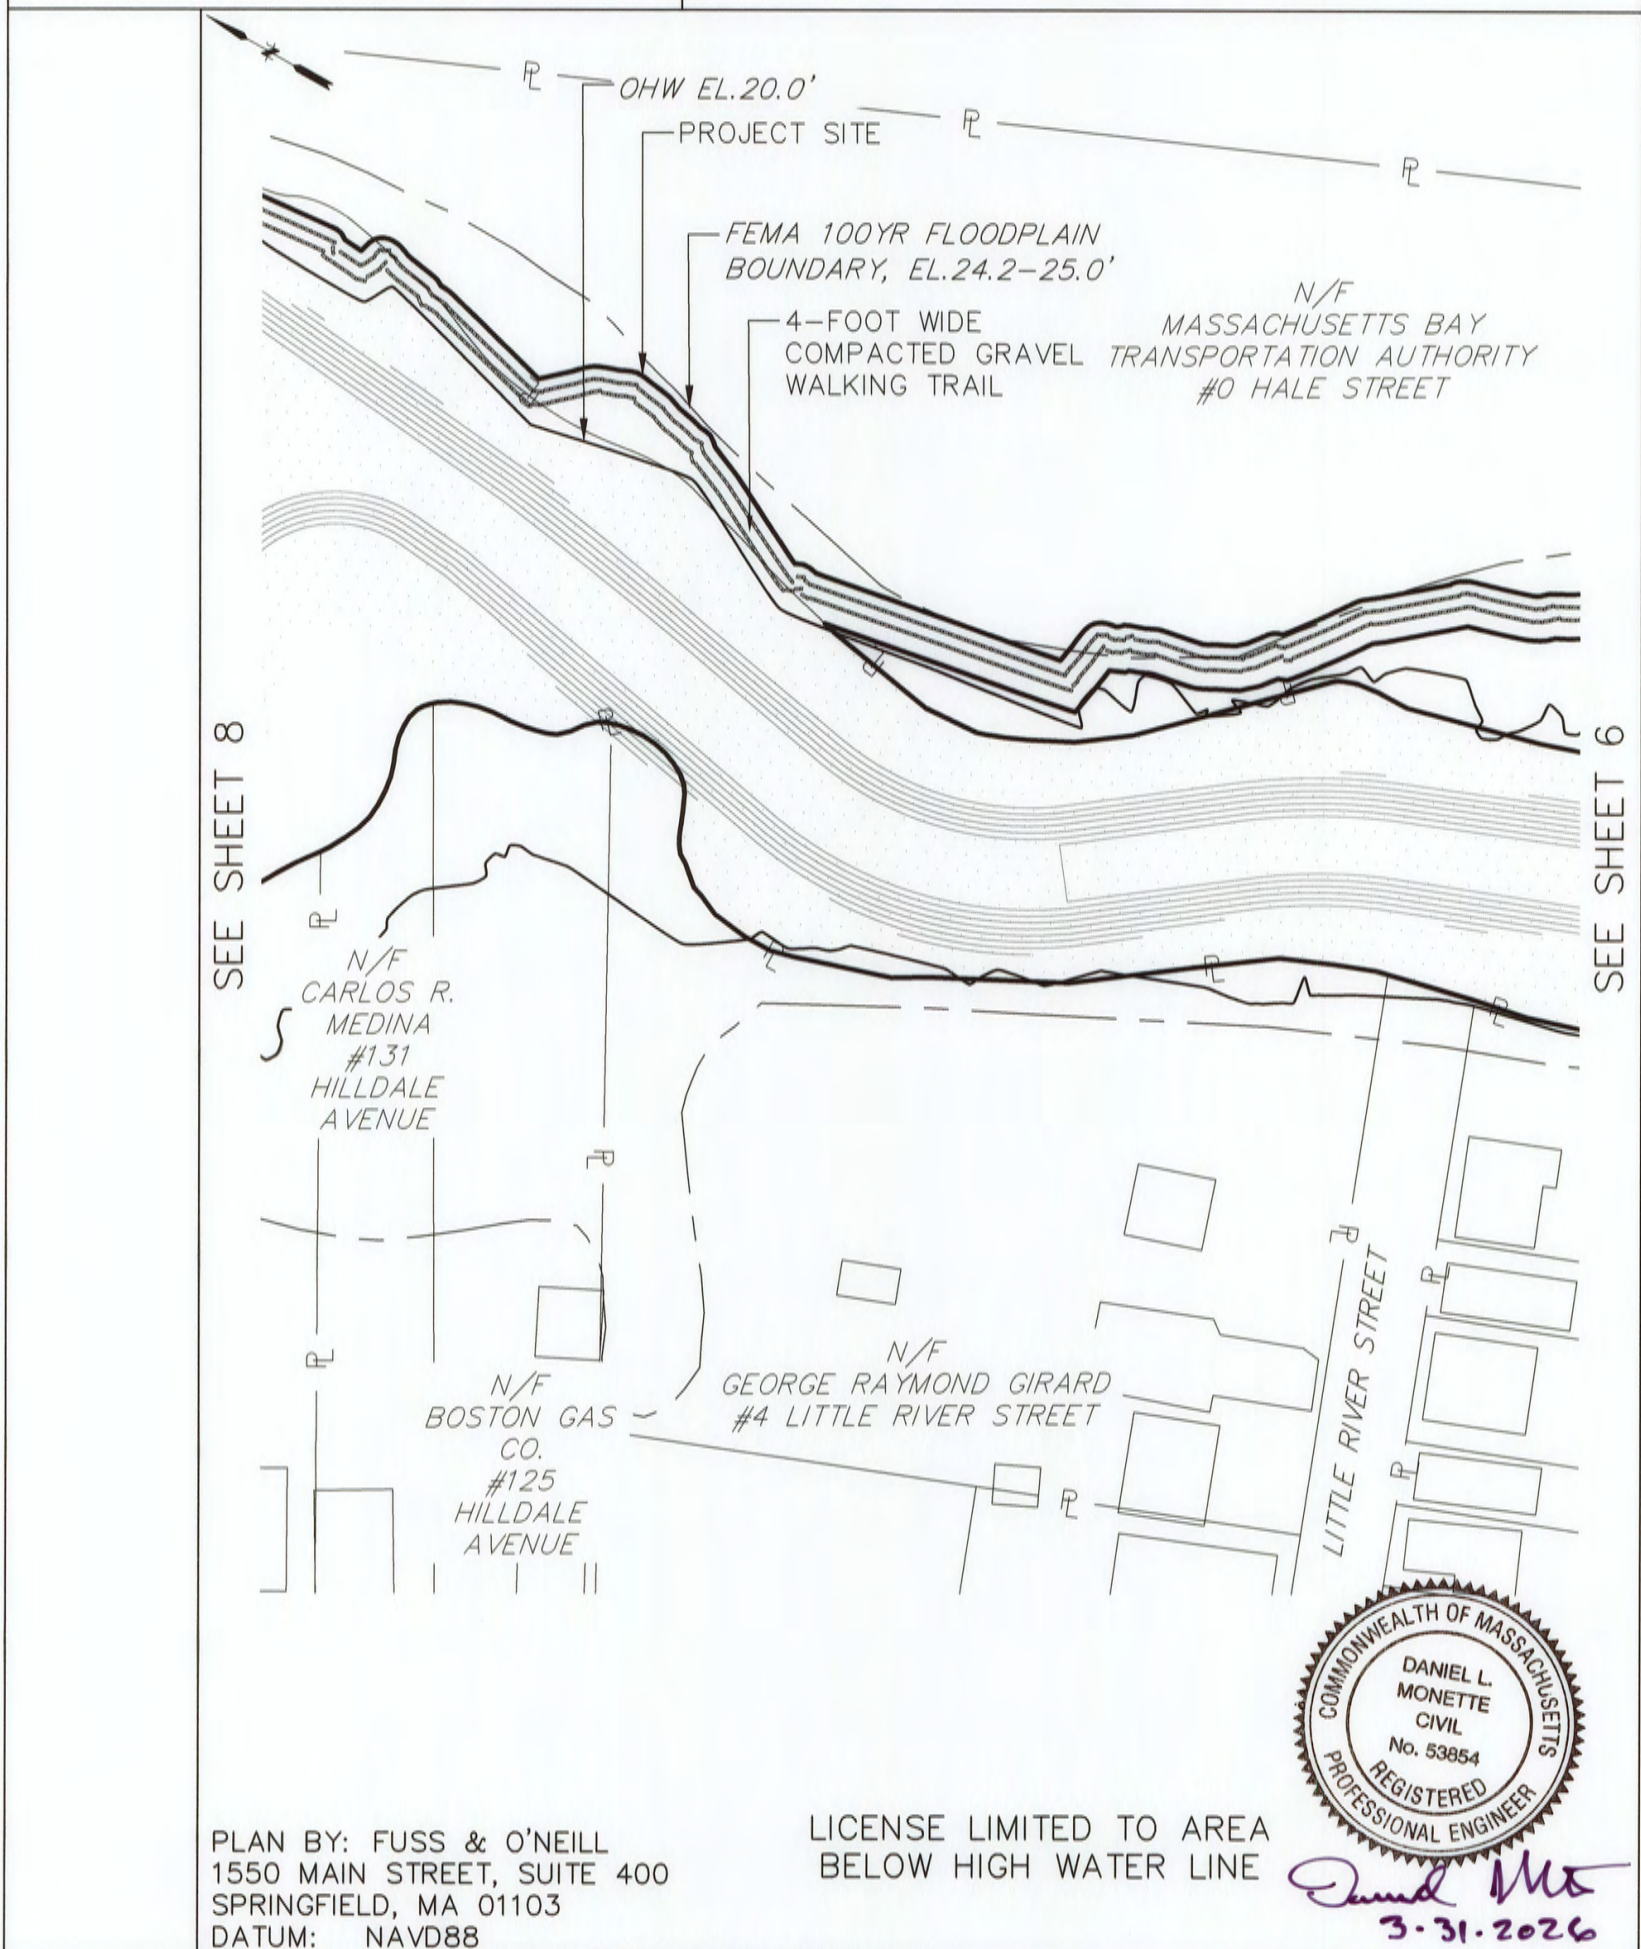 OHW EL.20.0'
PROJECT SITE
FEMA 100YR FLOODPLAIN
BOUNDARY, EL.24.2-25.0'
4-FOOT WIDE
COMPACTED GRAVEL
WALKING TRAIL
N/F
MASSACHUSETTS BAY
TRANSPORTATION AUTHORITY
#0 HALE STREET
SEE SHEET 8
SEE SHEET 6
N/F
CARLOS R.
MEDINA
#131
HILLDALE
AVENUE
N/F
BOSTON GAS
CO.
#125
HILLDALE
AVENUE
N/F
GEORGE RAYMOND GIRARD
#4 LITTLE RIVER STREET
LITTLE RIVER STREET
COMMONWEALTH OF MASSACHUSETTS
DANIEL L.
MONETTE
CIVIL
No. 53854
REGISTERED
PROFESSIONAL ENGINEER
PLAN BY: FUSS & O'NEILL
1550 MAIN STREET, SUITE 400
SPRINGFIELD, MA 01103
DATUM: NAVD88
LICENSE LIMITED TO AREA
BELOW HIGH WATER LINE
3.31.2026